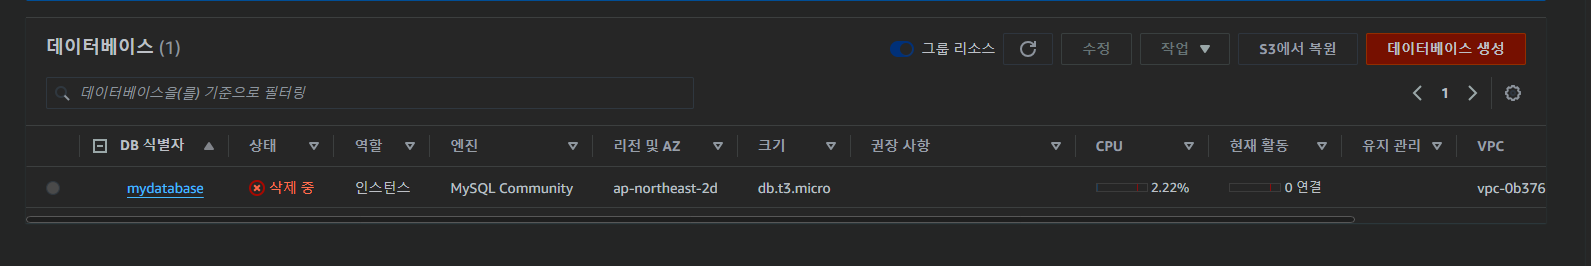 데이터베이스 (1)
그룹 리소스
수정
작업
S3에서 복원
데이터베이스 생성
데이터베이스을(를) 기준으로 필터링
1
DB 식별자 상태 역할 엔진 리전 및 AZ 크기 권장 사항 CPU 현재 활동 유지 관리 VPC
mydatabase 삭제 중 인스턴스 MySQL Community ap-northeast-2d db.t3.micro 2.22% 0 연결 vpc-0b376